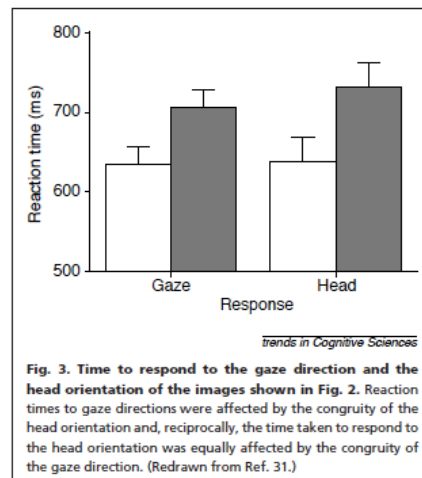 800
700
600
500
Reaction time (ms)
Gaze
Head
Response
trends in Cognitive Sciences
Fig. 3. Time to respond to the gaze direction and the
head orientation of the images shown in Fig. 2. Reaction
times to gaze directions were affected by the congruity of the
head orientation and, reciprocally, the time taken to respond to
the head orientation was equally affected by the congruity of
the gaze direction. (Redrawn from Ref. 31.)